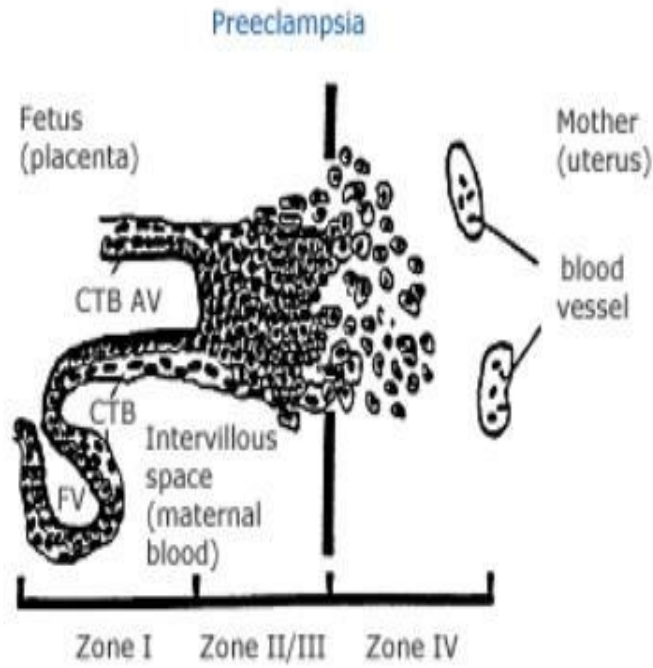 Preeclampsia
Fetus
(placenta)
Mother
(uterus)
blood
vessel
CTB AV
CTB
Intervillous
space
(maternal
blood)
FV
Zone I
Zone II/III
Zone IV